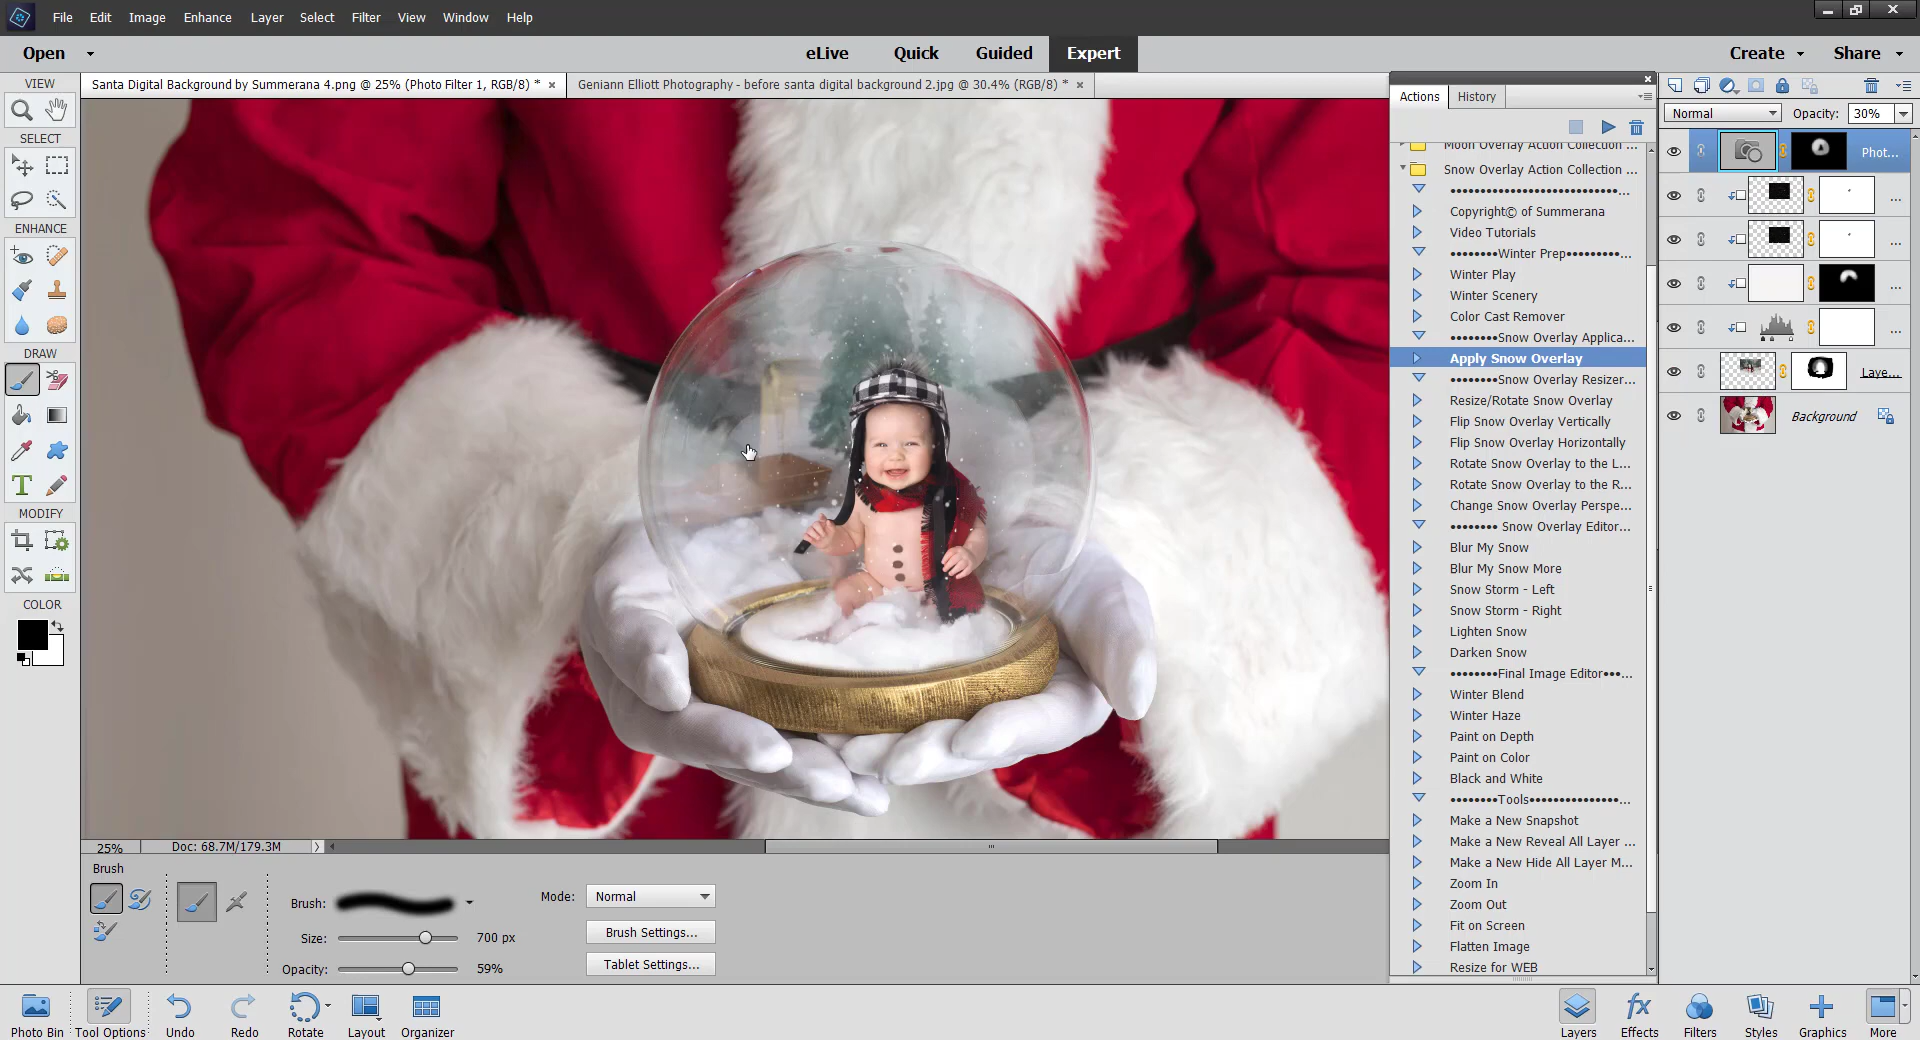 File Edit Image Enhance Layer Select Filter View Window Help
Open eLive Quick Guided Expert Create Share
VIEW
Santa Digital Background by Summerana 4.png @ 25% (Photo Filter 1, RGB/8) * × Geniann Elliott Photography - before santa digital background 2.jpg @ 30.4% (RGB/8) * ×
SELECT
ENHANCE
DRAW
MODIFY
COLOR
Actions History
Moon Overlay Action Collection ...
Snow Overlay Action Collection ...
••••••••••••••••••••••••••••...
Copyright© of Summerana
Video Tutorials
••••••••Winter Prep•••••••••...
Winter Play
Winter Scenery
Color Cast Remover
••••••••Snow Overlay Applica...
Apply Snow Overlay
••••••••Snow Overlay Resizer...
Resize/Rotate Snow Overlay
Flip Snow Overlay Vertically
Flip Snow Overlay Horizontally
Rotate Snow Overlay to the L...
Rotate Snow Overlay to the R...
Change Snow Overlay Perspe...
•••••••• Snow Overlay Editor...
Blur My Snow
Blur My Snow More
Snow Storm - Left
Snow Storm - Right
Lighten Snow
Darken Snow
••••••••Final Image Editor•••...
Winter Blend
Winter Haze
Paint on Depth
Paint on Color
Black and White
••••••••Tools•••••••••••••••...
Make a New Snapshot
Make a New Reveal All Layer ...
Make a New Hide All Layer M...
Zoom In
Zoom Out
Fit on Screen
Flatten Image
Resize for WEB
Normal Opacity: 30%
Phot...
...
...
...
...
Laye...
Background
25% Doc: 68.7M/179.3M
Brush
Brush: Mode: Normal
Size: 700 px Brush Settings...
Opacity: 59% Tablet Settings...
Photo Bin Tool Options Undo Redo Rotate Layout Organizer Layers Effects Filters Styles Graphics More